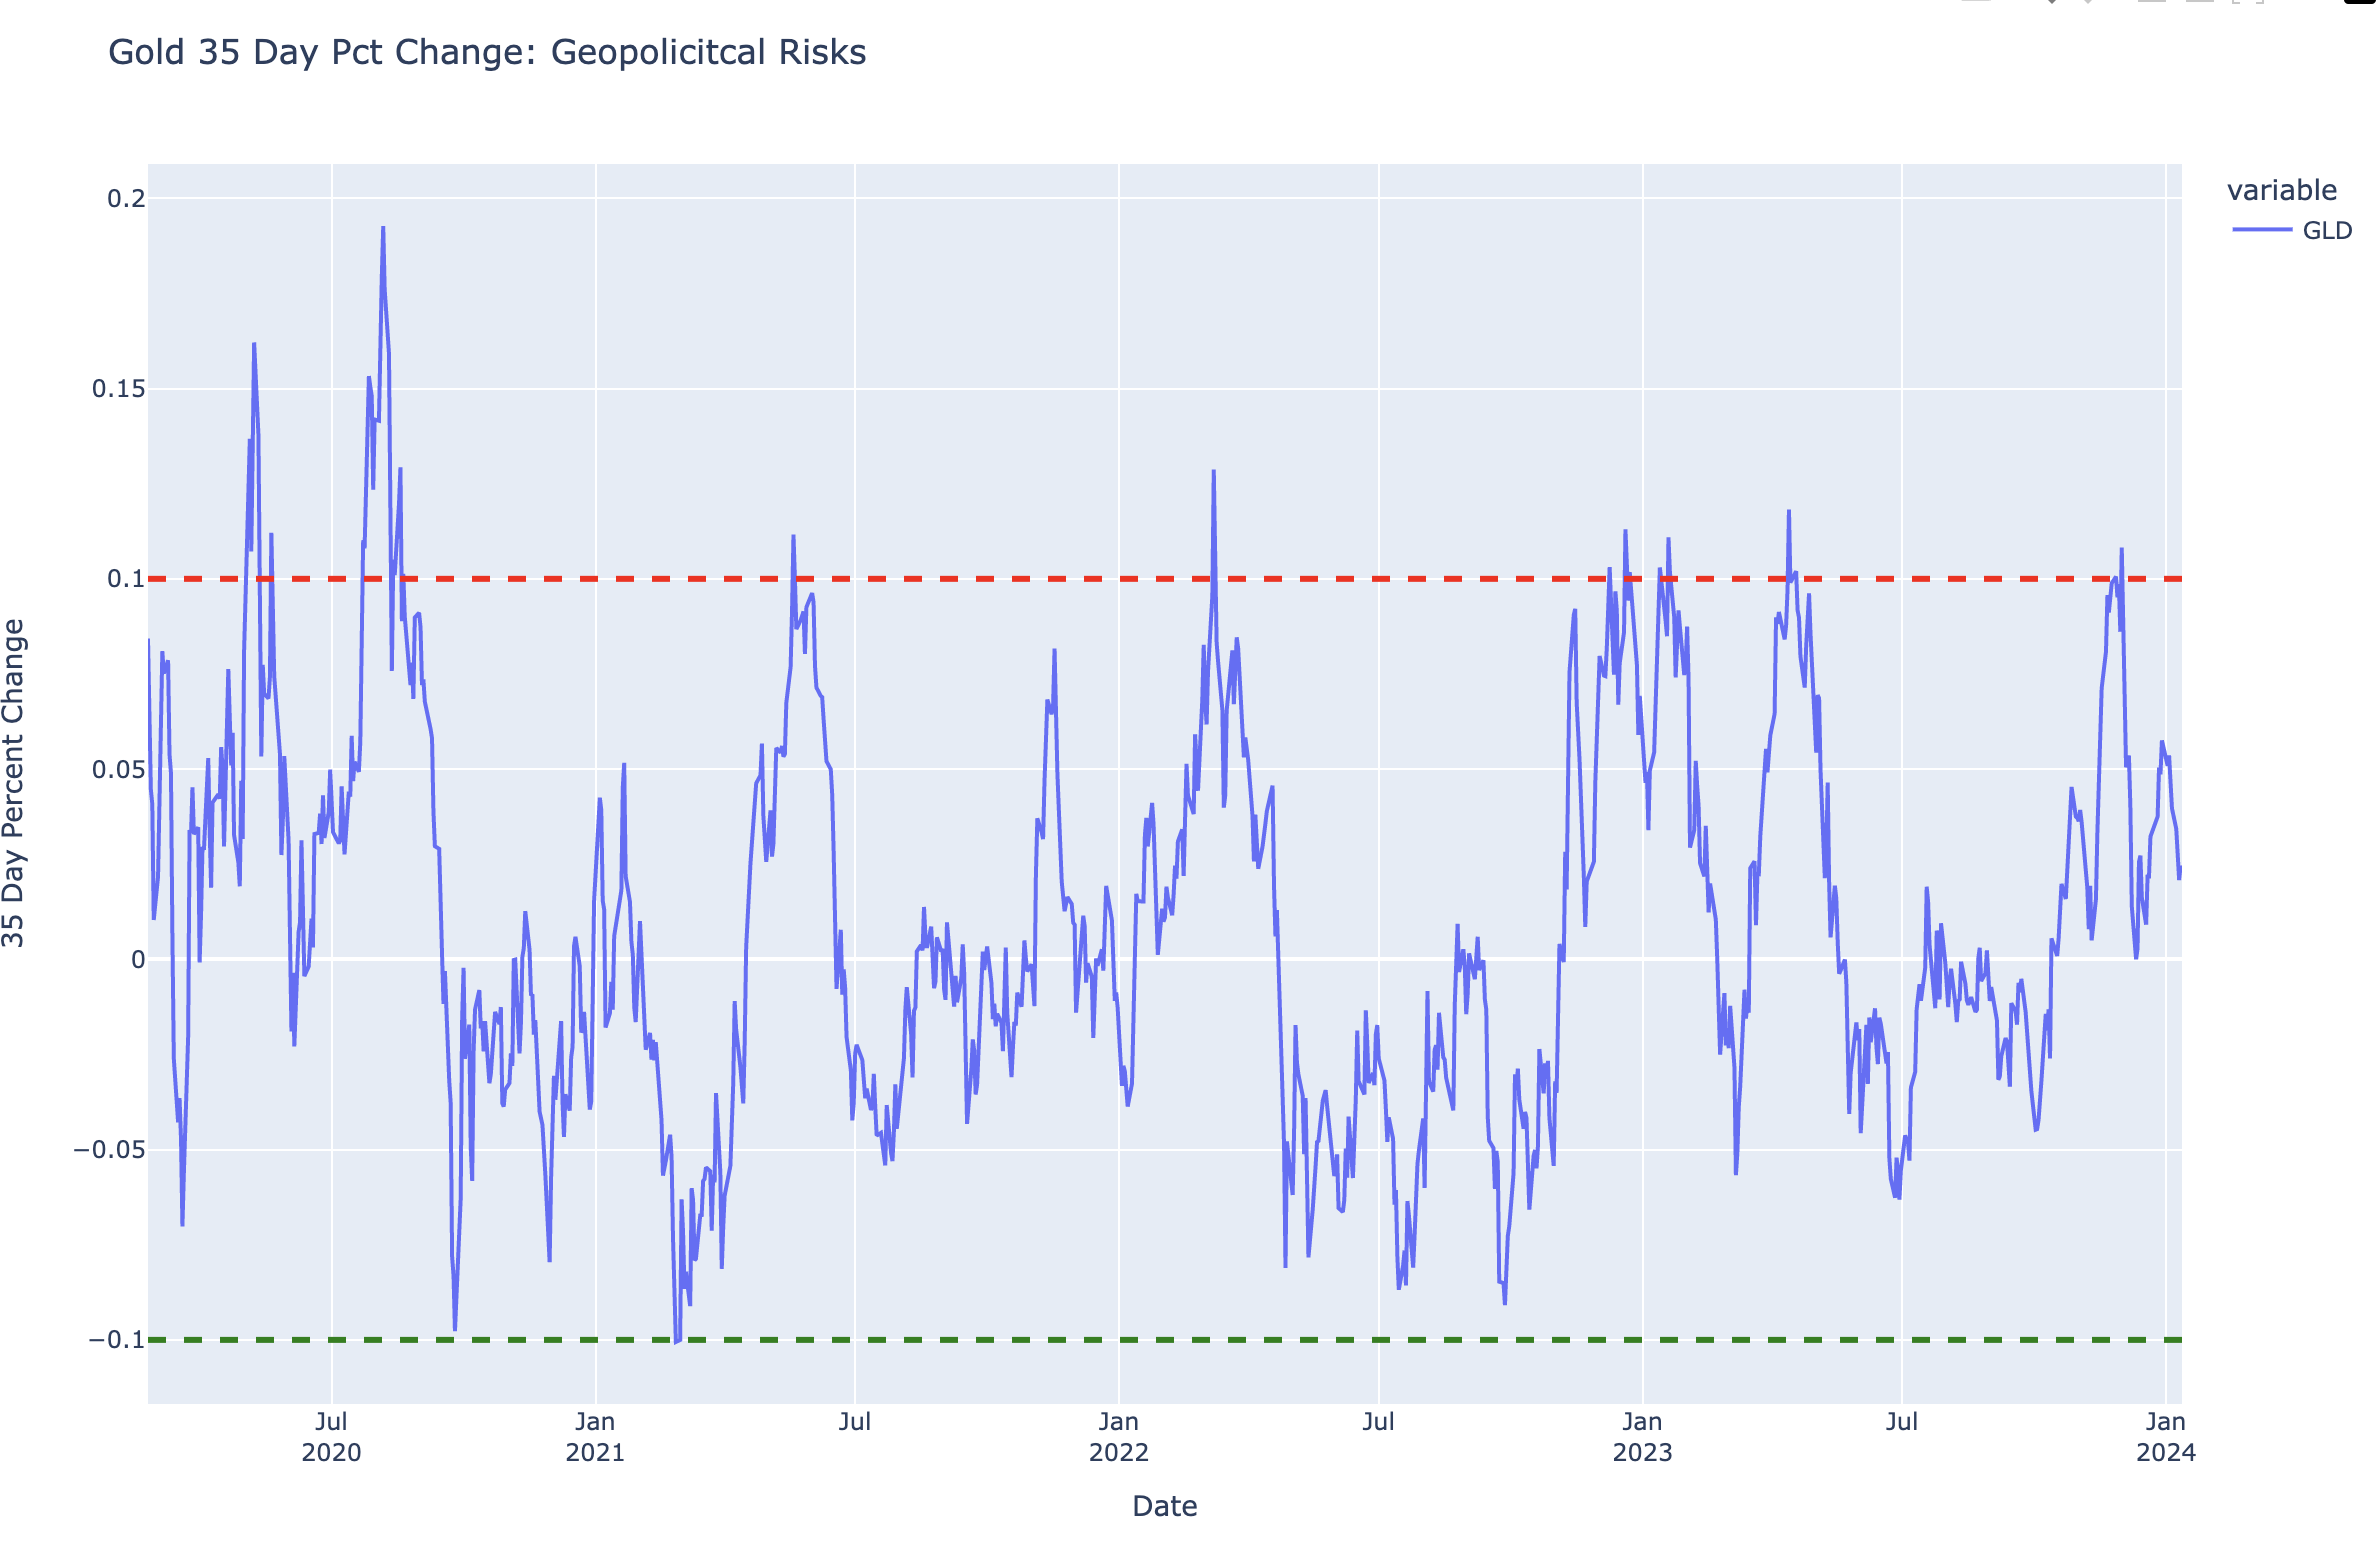 Gold 35 Day Pct Change: Geopolicitcal Risks
variable
GLD
35 Day Percent Change
0.2
0.15
0.1
0.05
0
−0.05
−0.1
Jul
2020
Jan
2021
Jul
Jan
2022
Jul
Jan
2023
Jul
Jan
2024
Date